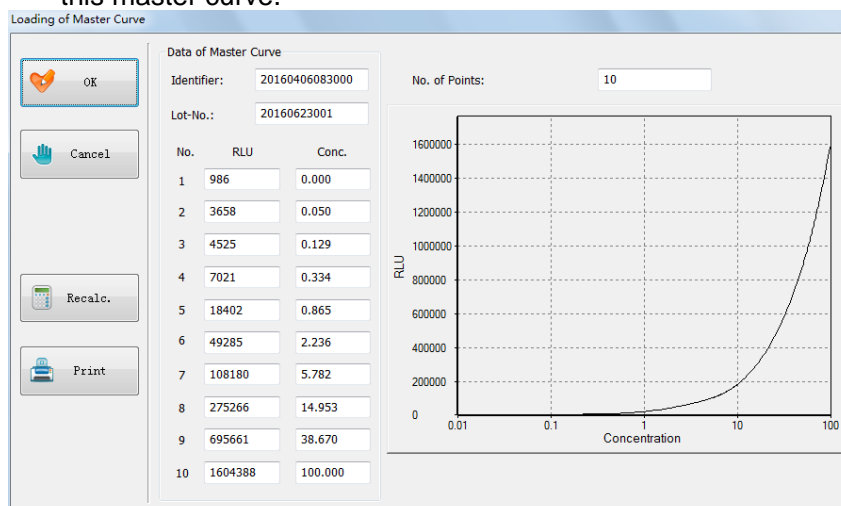 this master curve.
Loading of Master Curve
OK
Cancel
Recalc.
Print
Data of Master Curve
Identifier: 20160406083000
Lot-No.: 20160623001
No. RLU Conc.
1 986 0.000
2 3658 0.050
3 4525 0.129
4 7021 0.334
5 18402 0.865
6 49285 2.236
7 108180 5.782
8 275266 14.953
9 695661 38.670
10 1604388 100.000
No. of Points: 10
RLU
1600000
1400000
1200000
1000000
800000
600000
400000
200000
0
0.01 0.1 1 10 100
Concentration